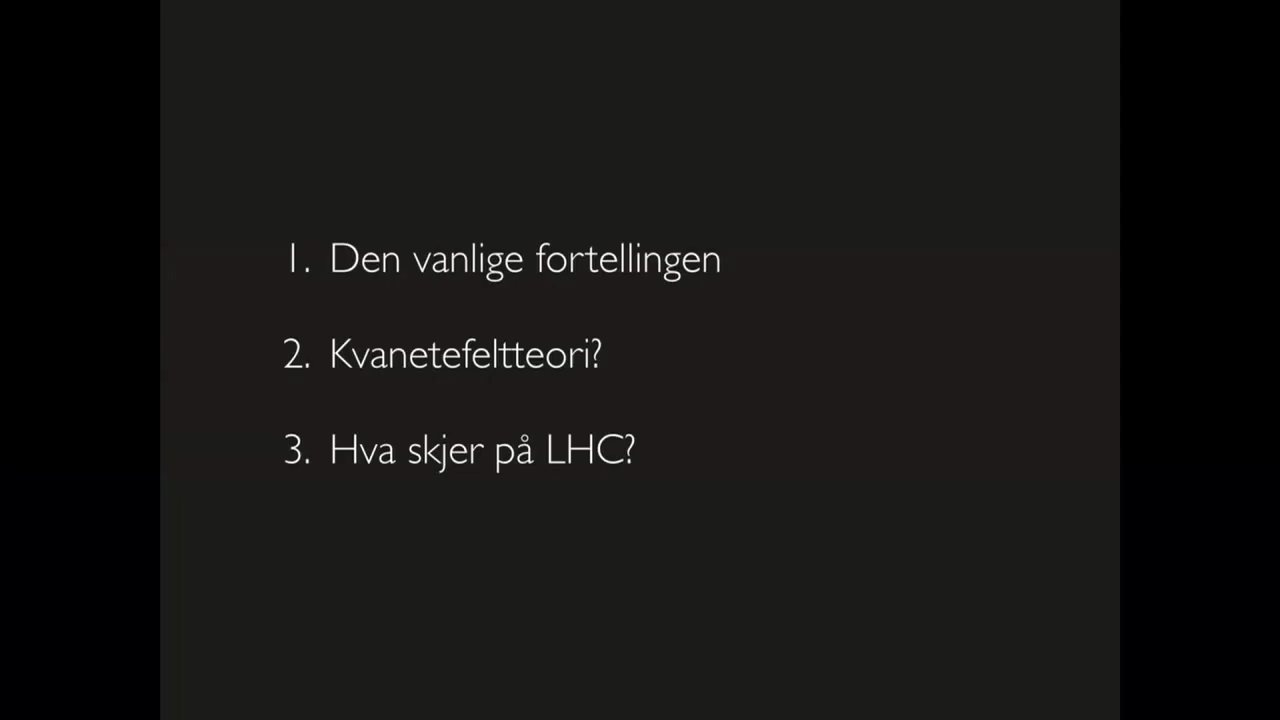 1. Den vanlige fortellingen
2. Kvanetefeltteori?
3. Hva skjer på LHC?